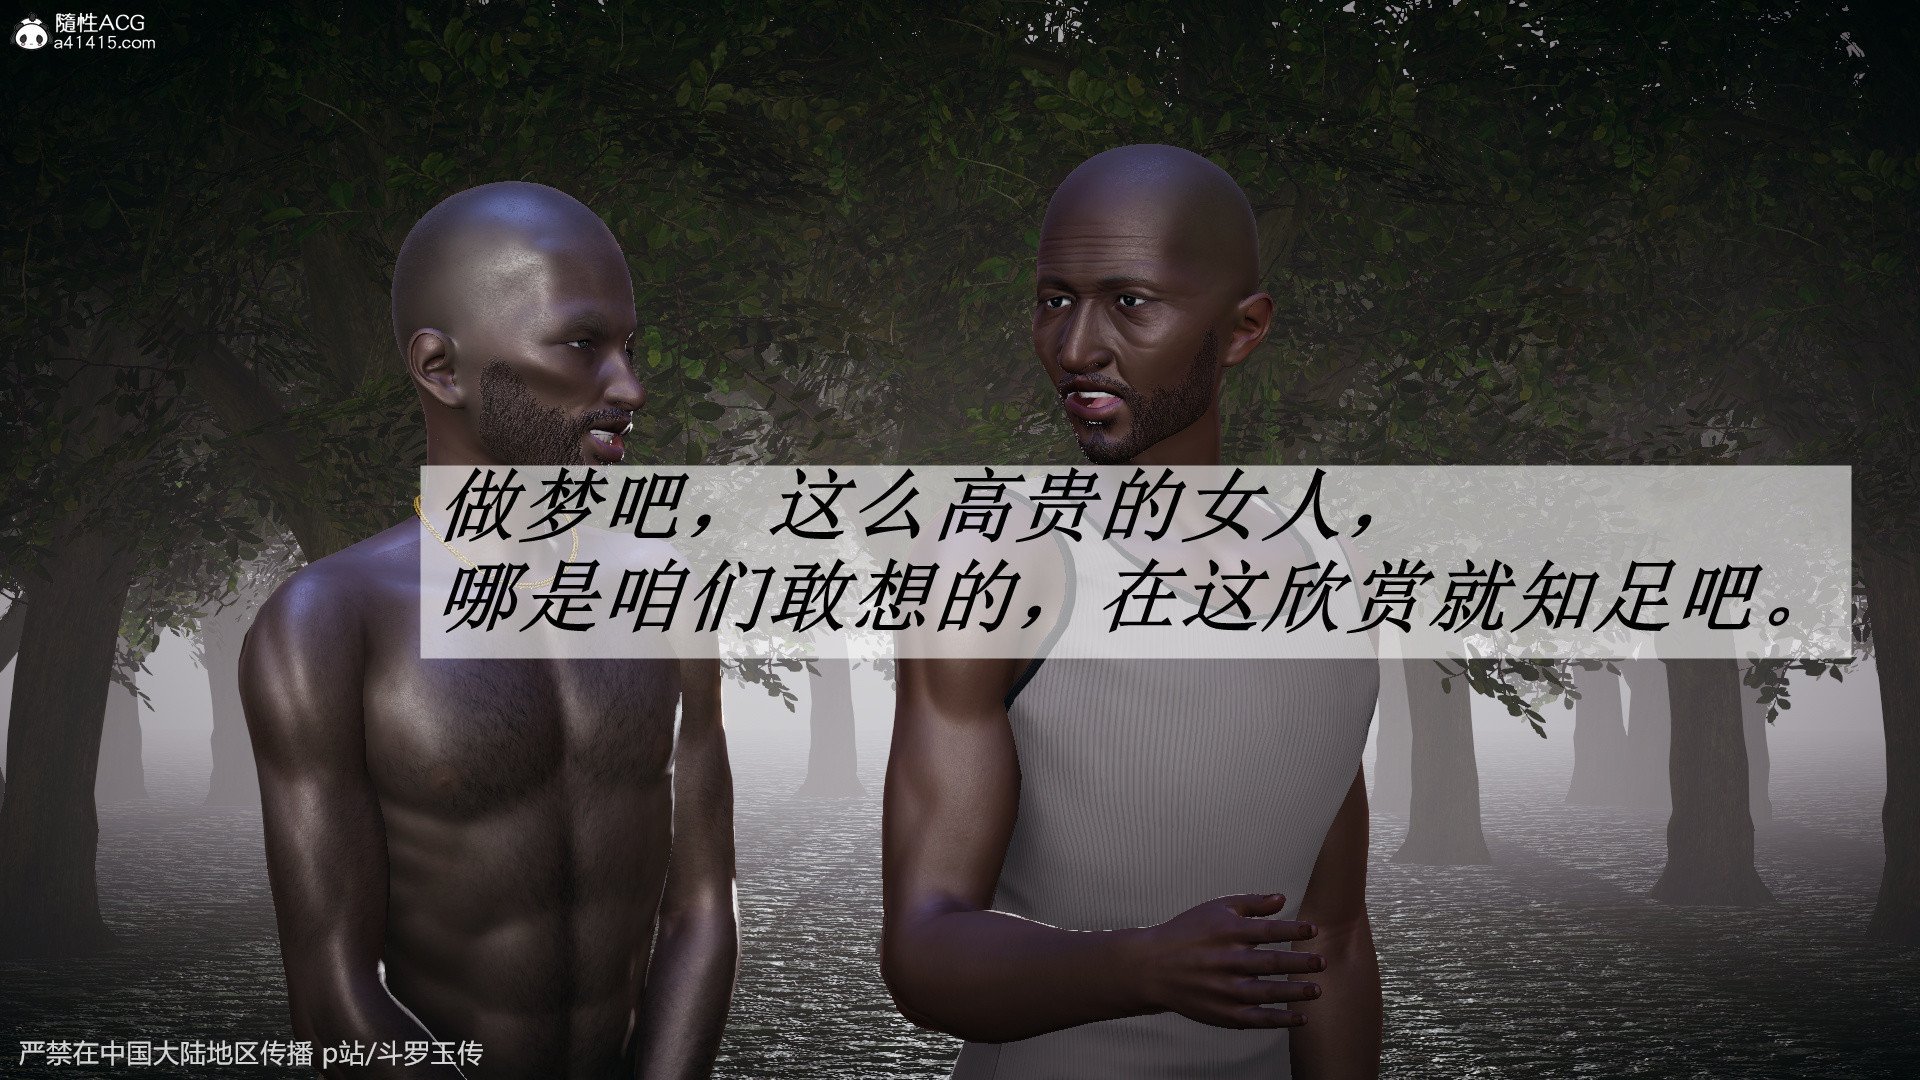 隨性ACG
a41415.com
做梦吧，这么高贵的女人，
哪是咱们敢想的，在这欣赏就知足吧。
严禁在中国大陆地区传播 p站/斗罗玉传